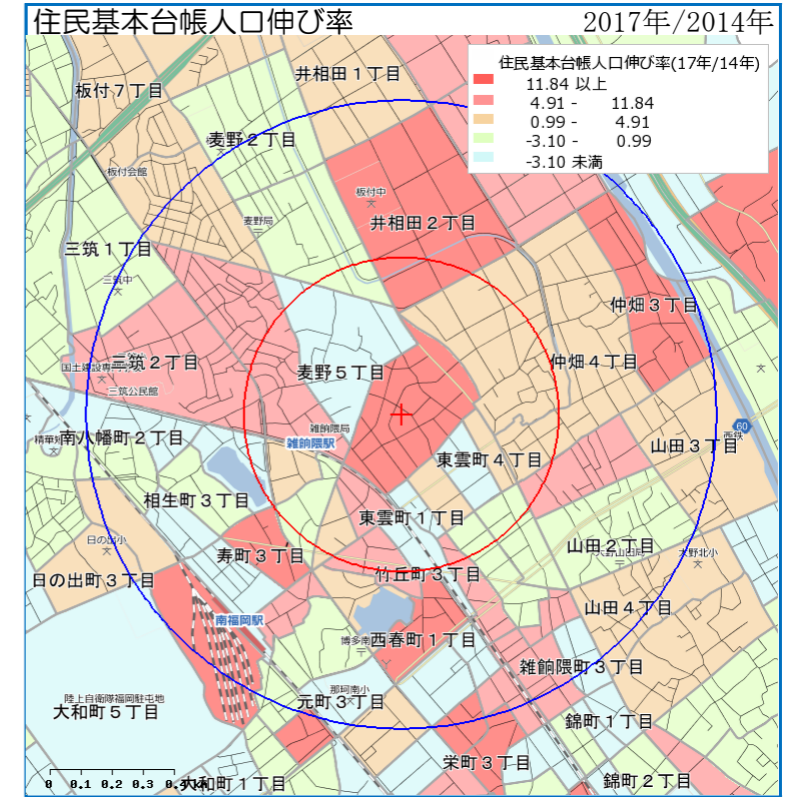 住民基本台帳人口伸び率 2017年/2014年
住民基本台帳人口伸び率(17年/14年)
11.84 以上
4.91 - 11.84
0.99 - 4.91
-3.10 - 0.99
-3.10 未満
井相田1丁目
板付7丁目
麦野2丁目
板付会館
板付中
麦野局
井相田2丁目
三筑1丁目
三筑中
仲畑3丁目
三筑2丁目
仲畑4丁目
麦野5丁目
三筑公民館
60
雑餉隈局
雑餉隈駅
南八幡町2丁目
西鉄
山田3丁目
東雲町4丁目
相生町3丁目
東雲町1丁目
日の出小
寿町3丁目
山田2丁目
大野北小
日の出町3丁目
竹丘町3丁目
山田4丁目
南福岡駅
博多南
西春町1丁目
雑餉隈町3丁目
那珂南小
陸上自衛隊福岡駐屯地
元町3丁目
大和町5丁目
錦町1丁目
栄町3丁目
0 0.1 0.2 0.3 0.4km
大和町1丁目
錦町2丁目